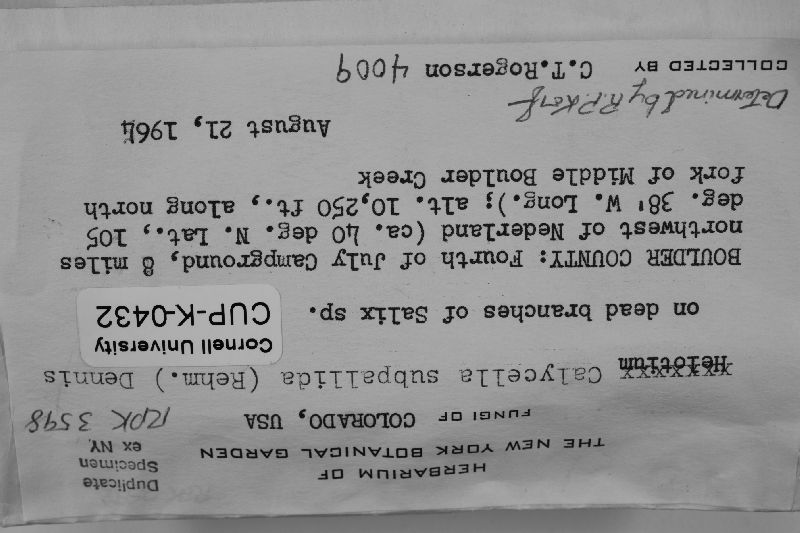 Duplicate
Specimen
ex NY.
HERBARIUM OF
THE NEW YORK BOTANICAL GARDEN
FUNGI OF COLORADO, USA
RPK 3598
Helotium Calycella subpallida (Rehm.) Dennis
Cornell University
CUP-K-0432
on dead branches of Salix sp.
BOULDER COUNTY: Fourth of July Campground, 8 miles
northwest of Nederland (ca. 40 deg. N. Lat., 105
deg. 38' W. Long.); alt. 10,250 ft., along north
fork of Middle Boulder Creek
August 21, 1964
Determined by R.P. Korf
COLLECTED BY C.T.Rogerson 4009